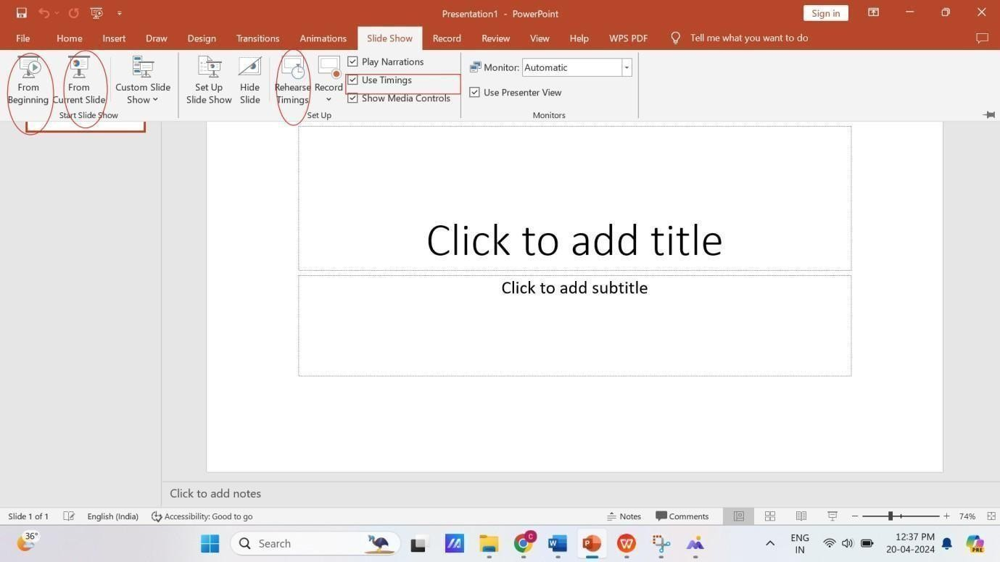 Presentation1 - PowerPoint
Sign in
File Home Insert Draw Design Transitions Animations Slide Show Record Review View Help WPS PDF Tell me what you want to do
From Beginning
From Current Slide
Custom Slide Show
Start Slide Show
Set Up Slide Show
Hide Slide
Rehearse Timings
Record
Play Narrations
Use Timings
Show Media Controls
Set Up
Monitor: Automatic
Use Presenter View
Monitors
Click to add title
Click to add subtitle
Click to add notes
Slide 1 of 1 English (India) Accessibility: Good to go Notes Comments 74%
36°
Search
C
W
P
W
PRE
ENG
IN
12:37 PM
20-04-2024